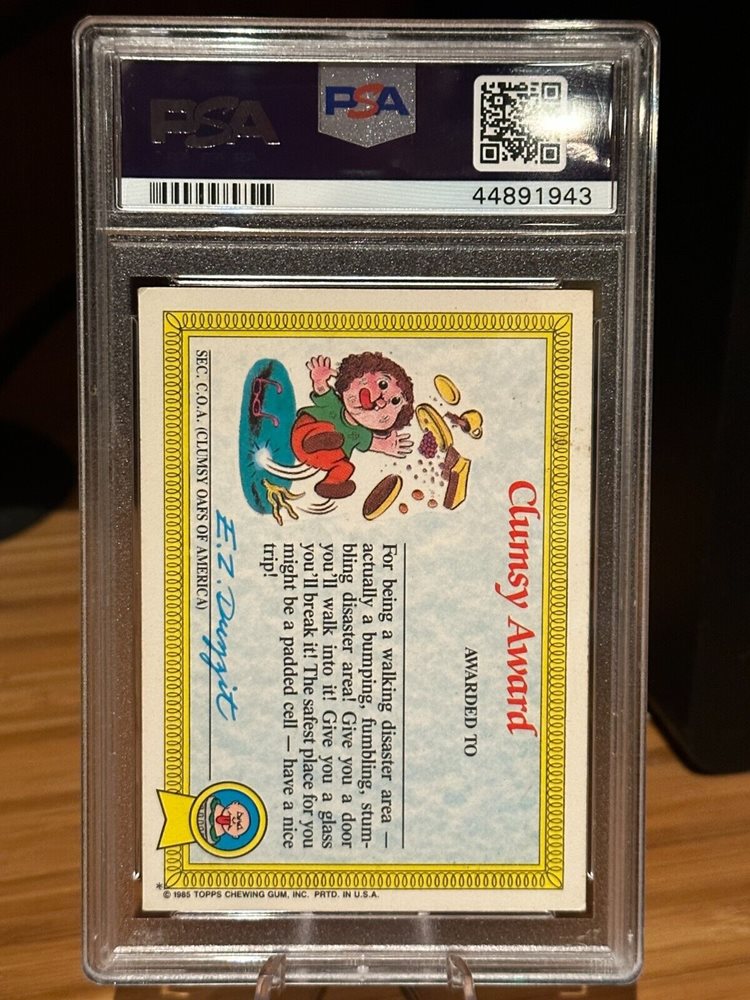 PSA
PSA
44891943
Clumsy Award
AWARDED TO
For being a walking disaster area —
actually a bumping, fumbling, stum-
bling disaster area! Give you a door
you'll walk into it! Give you a glass
you'll break it! The safest place for you
might be a padded cell — have a nice
trip!
E.Z. Duzzit
SEC. C.O.A. (CLUMSY OAFS OF AMERICA)
* © 1985 TOPPS CHEWING GUM, INC. PRTD. IN U.S.A.